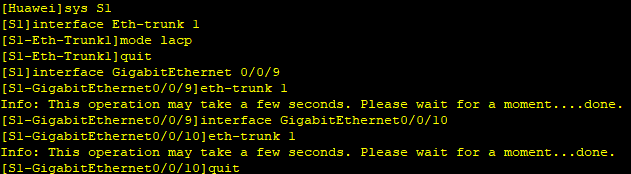 [Huawei]sys S1
[S1]interface Eth-trunk 1
[S1-Eth-Trunk1]mode lacp
[S1-Eth-Trunk1]quit
[S1]interface GigabitEthernet 0/0/9
[S1-GigabitEthernet0/0/9]eth-trunk 1
Info: This operation may take a few seconds. Please wait for a moment....done.
[S1-GigabitEthernet0/0/9]interface GigabitEthernet0/0/10
[S1-GigabitEthernet0/0/10]eth-trunk 1
Info: This operation may take a few seconds. Please wait for a moment...done.
[S1-GigabitEthernet0/0/10]quit